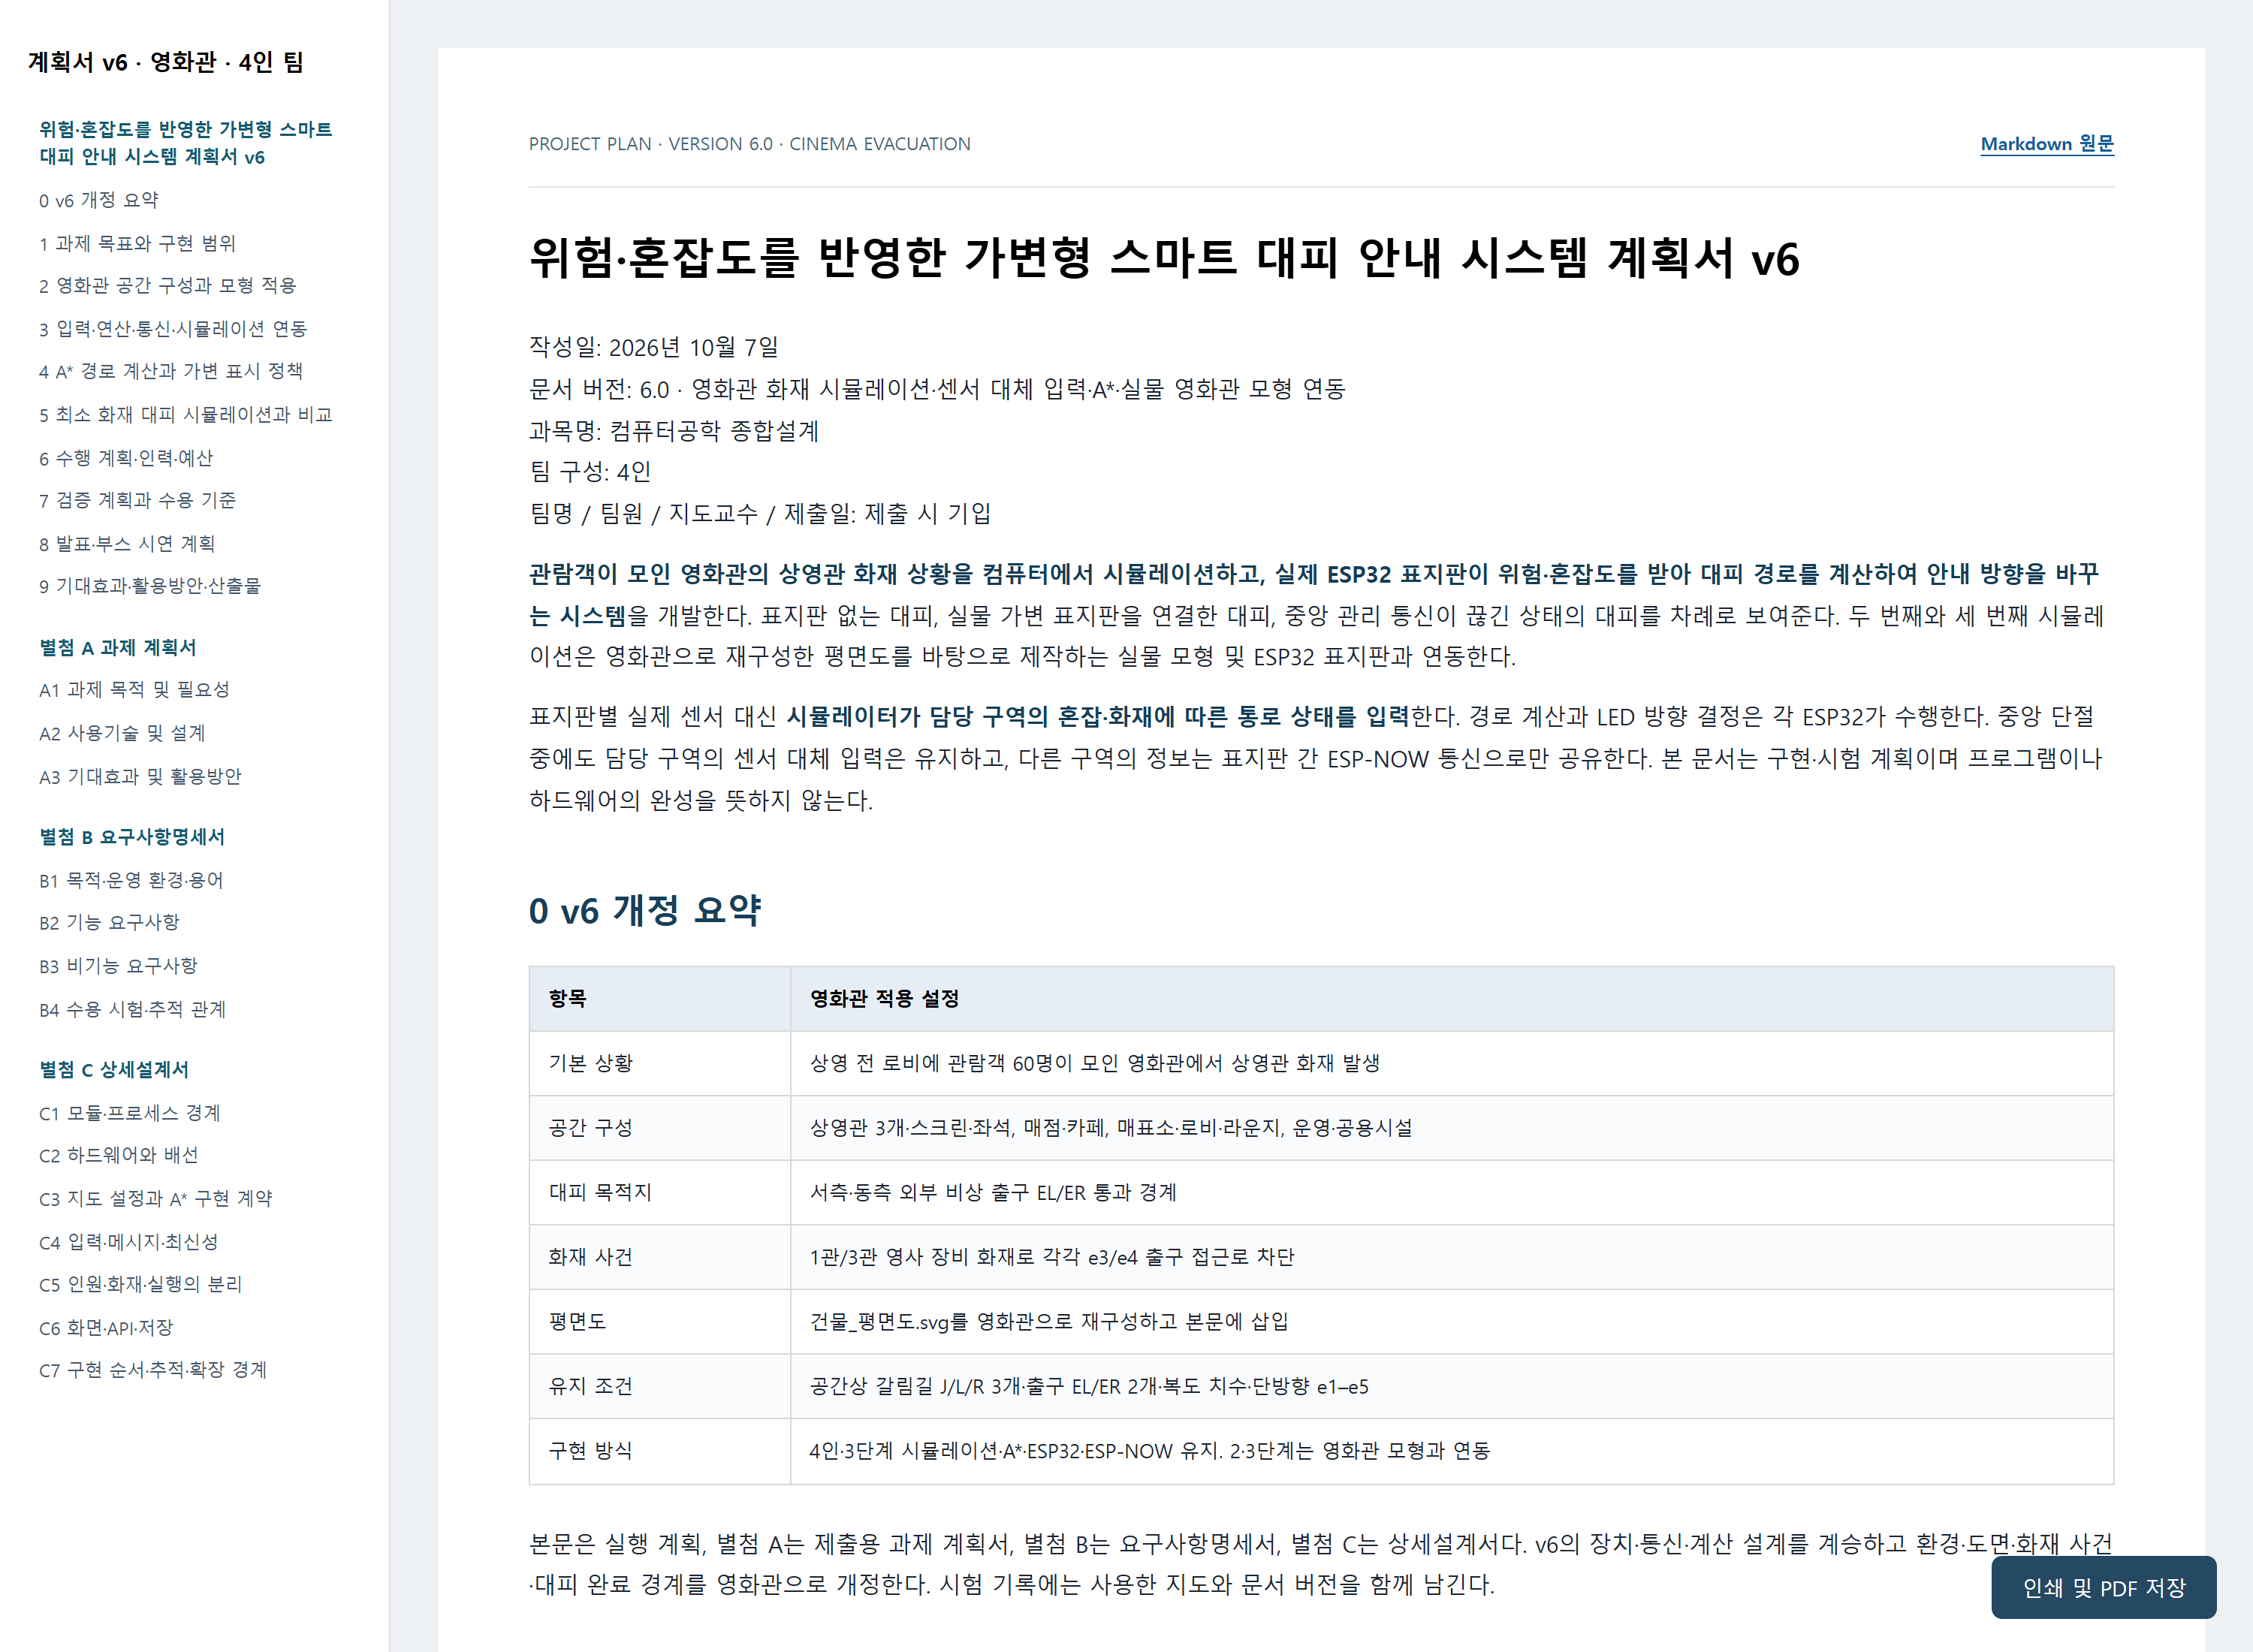 계획서 v6 · 영화관 · 4인 팀
위험·혼잡도를 반영한 가변형 스마트
대피 안내 시스템 계획서 v6
0 v6 개정 요약
1 과제 목표와 구현 범위
2 영화관 공간 구성과 모형 적용
3 입력·연산·통신·시뮬레이션 연동
4 A* 경로 계산과 가변 표시 정책
5 최소 화재 대피 시뮬레이션과 비교
6 수행 계획·인력·예산
7 검증 계획과 수용 기준
8 발표·부스 시연 계획
9 기대효과·활용방안·산출물
별첨 A 과제 계획서
A1 과제 목적 및 필요성
A2 사용기술 및 설계
A3 기대효과 및 활용방안
별첨 B 요구사항명세서
B1 목적·운영 환경·용어
B2 기능 요구사항
B3 비기능 요구사항
B4 수용 시험·추적 관계
별첨 C 상세설계서
C1 모듈·프로세스 경계
C2 하드웨어와 배선
C3 지도 설정과 A* 구현 계약
C4 입력·메시지·최신성
C5 인원·화재·실행의 분리
C6 화면·API·저장
C7 구현 순서·추적·확장 경계
PROJECT PLAN · VERSION 6.0 · CINEMA EVACUATION
Markdown 원문
위험·혼잡도를 반영한 가변형 스마트 대피 안내 시스템 계획서 v6
작성일: 2026년 10월 7일
문서 버전: 6.0 · 영화관 화재 시뮬레이션·센서 대체 입력·A*·실물 영화관 모형 연동
과목명: 컴퓨터공학 종합설계
팀 구성: 4인
팀명 / 팀원 / 지도교수 / 제출일: 제출 시 기입
관람객이 모인 영화관의 상영관 화재 상황을 컴퓨터에서 시뮬레이션하고, 실제 ESP32 표지판이 위험·혼잡도를 받아 대피 경로를 계산하여 안내 방향을 바꾸
는 시스템을 개발한다. 표지판 없는 대피, 실물 가변 표지판을 연결한 대피, 중앙 관리 통신이 끊긴 상태의 대피를 차례로 보여준다. 두 번째와 세 번째 시뮬레
이션은 영화관으로 재구성한 평면도를 바탕으로 제작하는 실물 모형 및 ESP32 표지판과 연동한다.
표지판별 실제 센서 대신 시뮬레이터가 담당 구역의 혼잡·화재에 따른 통로 상태를 입력한다. 경로 계산과 LED 방향 결정은 각 ESP32가 수행한다. 중앙 단절
중에도 담당 구역의 센서 대체 입력은 유지하고, 다른 구역의 정보는 표지판 간 ESP-NOW 통신으로만 공유한다. 본 문서는 구현·시험 계획이며 프로그램이나
하드웨어의 완성을 뜻하지 않는다.
0 v6 개정 요약
항목 영화관 적용 설정
기본 상황 상영 전 로비에 관람객 60명이 모인 영화관에서 상영관 화재 발생
공간 구성 상영관 3개·스크린·좌석, 매점·카페, 매표소·로비·라운지, 운영·공용시설
대피 목적지 서측·동측 외부 비상 출구 EL/ER 통과 경계
화재 사건 1관/3관 영사 장비 화재로 각각 e3/e4 출구 접근로 차단
평면도 건물_평면도.svg를 영화관으로 재구성하고 본문에 삽입
유지 조건 공간상 갈림길 J/L/R 3개·출구 EL/ER 2개·복도 치수·단방향 e1–e5
구현 방식 4인·3단계 시뮬레이션·A*·ESP32·ESP-NOW 유지. 2·3단계는 영화관 모형과 연동
본문은 실행 계획, 별첨 A는 제출용 과제 계획서, 별첨 B는 요구사항명세서, 별첨 C는 상세설계서다. v6의 장치·통신·계산 설계를 계승하고 환경·도면·화재 사건
·대피 완료 경계를 영화관으로 개정한다. 시험 기록에는 사용한 지도와 문서 버전을 함께 남긴다.
인쇄 및 PDF 저장